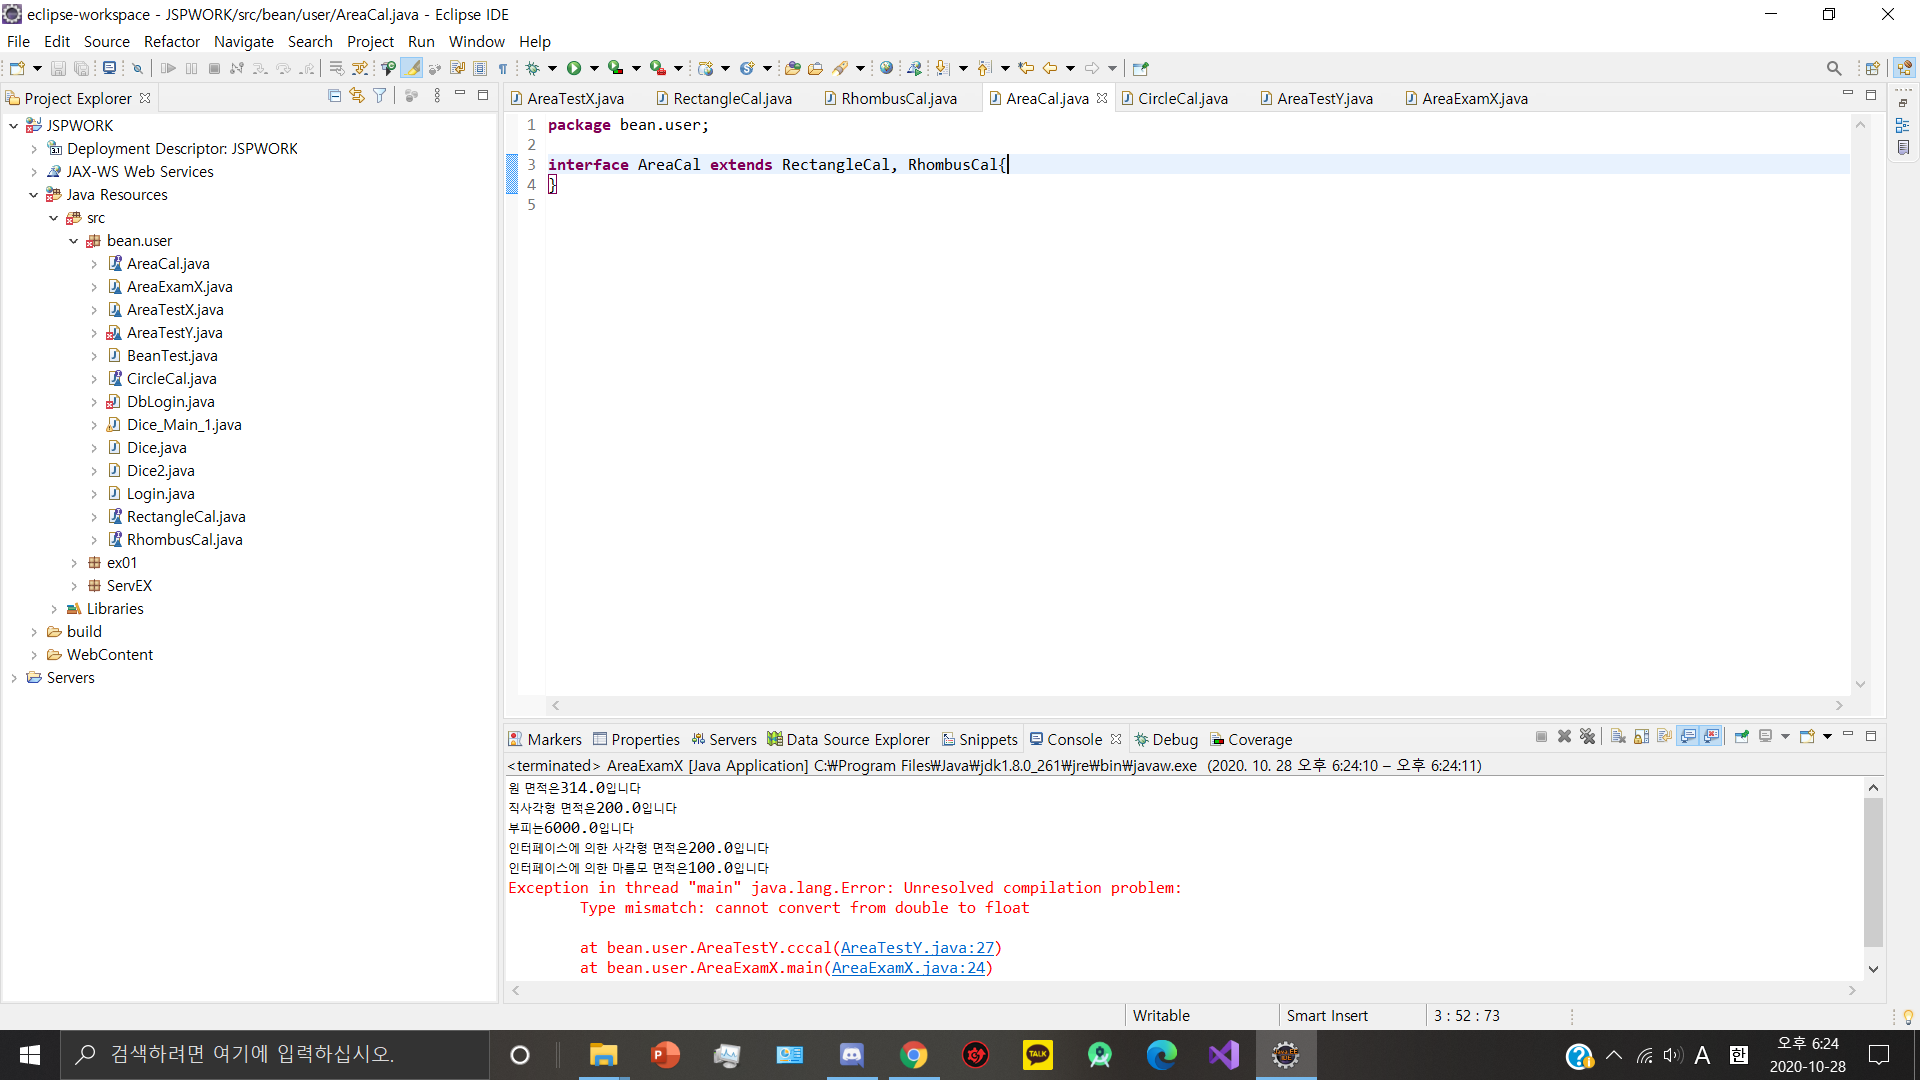 eclipse-workspace - JSPWORK/src/bean/user/AreaCal.java - Eclipse IDE
File Edit Source Refactor Navigate Search Project Run Window Help
Project Explorer
JSPWORK
Deployment Descriptor: JSPWORK
JAX-WS Web Services
Java Resources
src
bean.user
AreaCal.java
AreaExamX.java
AreaTestX.java
AreaTestY.java
BeanTest.java
CircleCal.java
DbLogin.java
Dice_Main_1.java
Dice.java
Dice2.java
Login.java
RectangleCal.java
RhombusCal.java
ex01
ServEX
Libraries
build
WebContent
Servers
AreaTestX.java RectangleCal.java RhombusCal.java AreaCal.java CircleCal.java AreaTestY.java AreaExamX.java
1 package bean.user;
2
3 interface AreaCal extends RectangleCal, RhombusCal{
4 }
5
Markers Properties Servers Data Source Explorer Snippets Console Debug Coverage
<terminated> AreaExamX [Java Application] C:₩Program Files₩Java₩jdk1.8.0_261₩jre₩bin₩javaw.exe (2020. 10. 28 오후 6:24:10 – 오후 6:24:11)
원 면적은314.0입니다
직사각형 면적은200.0입니다
부피는6000.0입니다
인터페이스에 의한 사각형 면적은200.0입니다
인터페이스에 의한 마름모 면적은100.0입니다
Exception in thread "main" java.lang.Error: Unresolved compilation problem:
Type mismatch: cannot convert from double to float
at bean.user.AreaTestY.cccal(AreaTestY.java:27)
at bean.user.AreaExamX.main(AreaExamX.java:24)
Writable Smart Insert 3 : 52 : 73
검색하려면 여기에 입력하십시오.
TALK
A 한 오후 6:24
2020-10-28